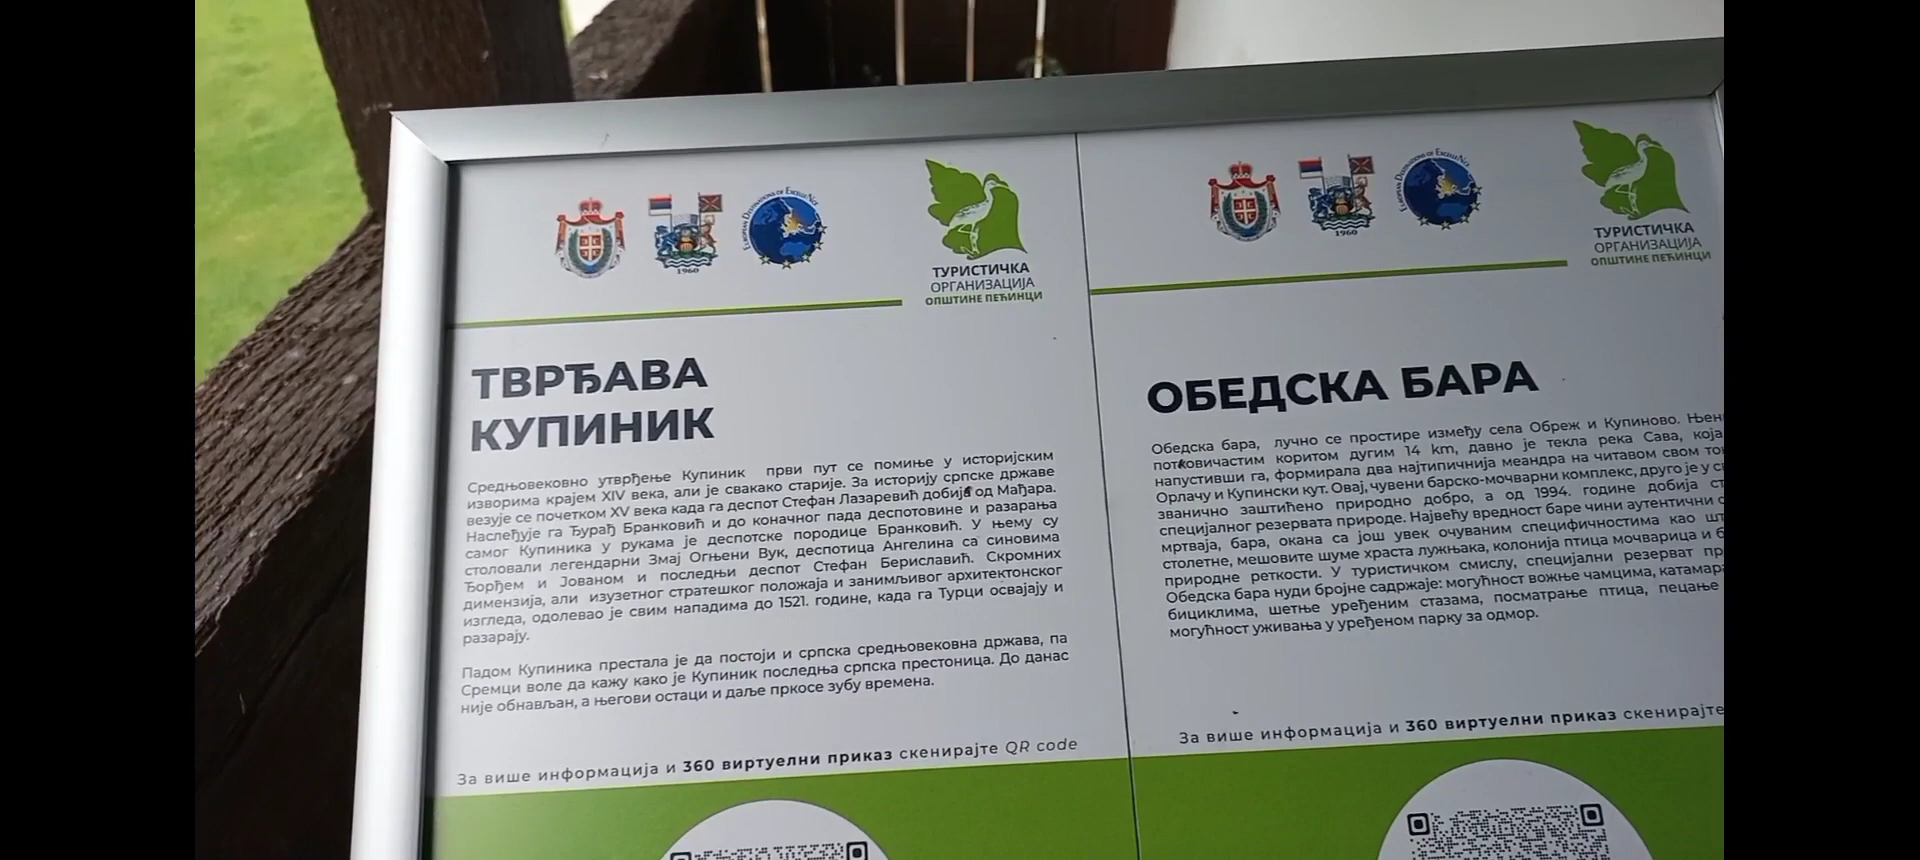 EUROPEAN DESTINATIONS OF EXCELLENCE
1960
ТУРИСТИЧКА
ОРГАНИЗАЦИЈА
ОПШТИНЕ ПЕЋИНЦИ
ТВРЂАВА
КУПИНИК
Средњовековно утврђење Купиник први пут се помиње у историјским
изворима крајем XIV века, али је свакако старије. За историју српске државе
везује се почетком XV века када га деспот Стефан Лазаревић добија од Мађара.
Наслеђује га Ђурађ Бранковић и до коначног пада деспотовине и разарања
самог Купиника у рукама је деспотске породице Бранковић. У њему су
столовали легендарни Змај Огњени Вук, деспотица Ангелина са синовима
Ђорђем и Јованом и последњи деспот Стефан Бериславић. Скромних
димензија, али изузетног стратешког положаја и занимљивог архитектонског
изгледа, одолевао је свим нападима до 1521. године, када га Турци освајају и
разарају.
Падом Купиника престала је да постоји и српска средњовековна држава, па
Сремци воле да кажу како је Купиник последња српска престоница. До данас
није обнављан, а његови остаци и даље пркосе зубу времена.
За више информација и 360 виртуелни приказ скенирајте QR code
EUROPEAN DESTINATIONS OF EXCELLENCE
1960
ТУРИСТИЧКА
ОРГАНИЗАЦИЈА
ОПШТИНЕ ПЕЋИНЦИ
ОБЕДСКА БАРА
Обедска бара, лучно се простире између села Обреж и Купиново.
потковичастим коритом дугим 14 km, давно је текла река Сава, која
напустивши га, формирала два најтипичнија меандра на читавом свом
Орлачу и Купински кут. Овај, чувени барско-мочварни комплекс, друго је у
званично заштићено природно добро, а од 1994. године добија
специјалног резервата природе. Највећу вредност баре чини аутентични
мртваја, бара, окана са још увек очуваним специфичностима као
столетне, мешовите шуме храста лужњака, колонија птица мочварица и
природне реткости. У туристичком смислу, специјални резерват
Обедска бара нуди бројне садржаје: могућност вожње чамцима,
бициклима, шетње уређеним стазама, посматрање птица, пецање
могућност уживања у уређеном парку за одмор.
За више информација и 360 виртуелни приказ скенирајте